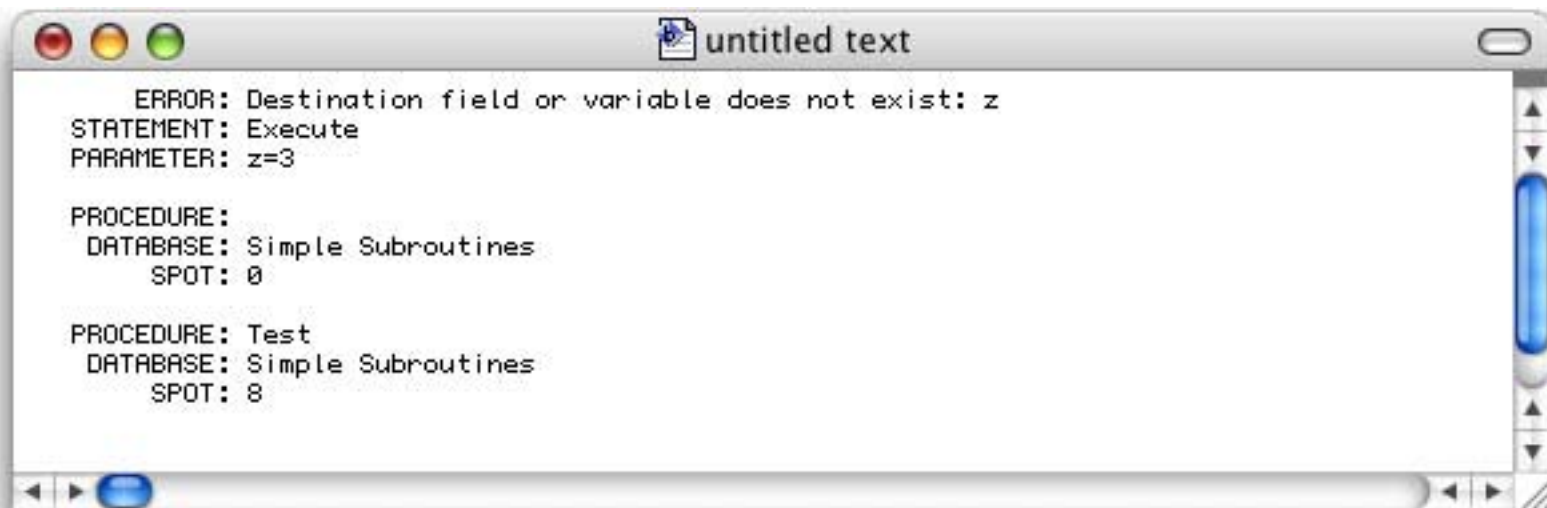 untitled text
ERROR: Destination field or variable does not exist: z
STATEMENT: Execute
PARAMETER: z=3
PROCEDURE:
DATABASE: Simple Subroutines
SPOT: 0
PROCEDURE: Test
DATABASE: Simple Subroutines
SPOT: 8